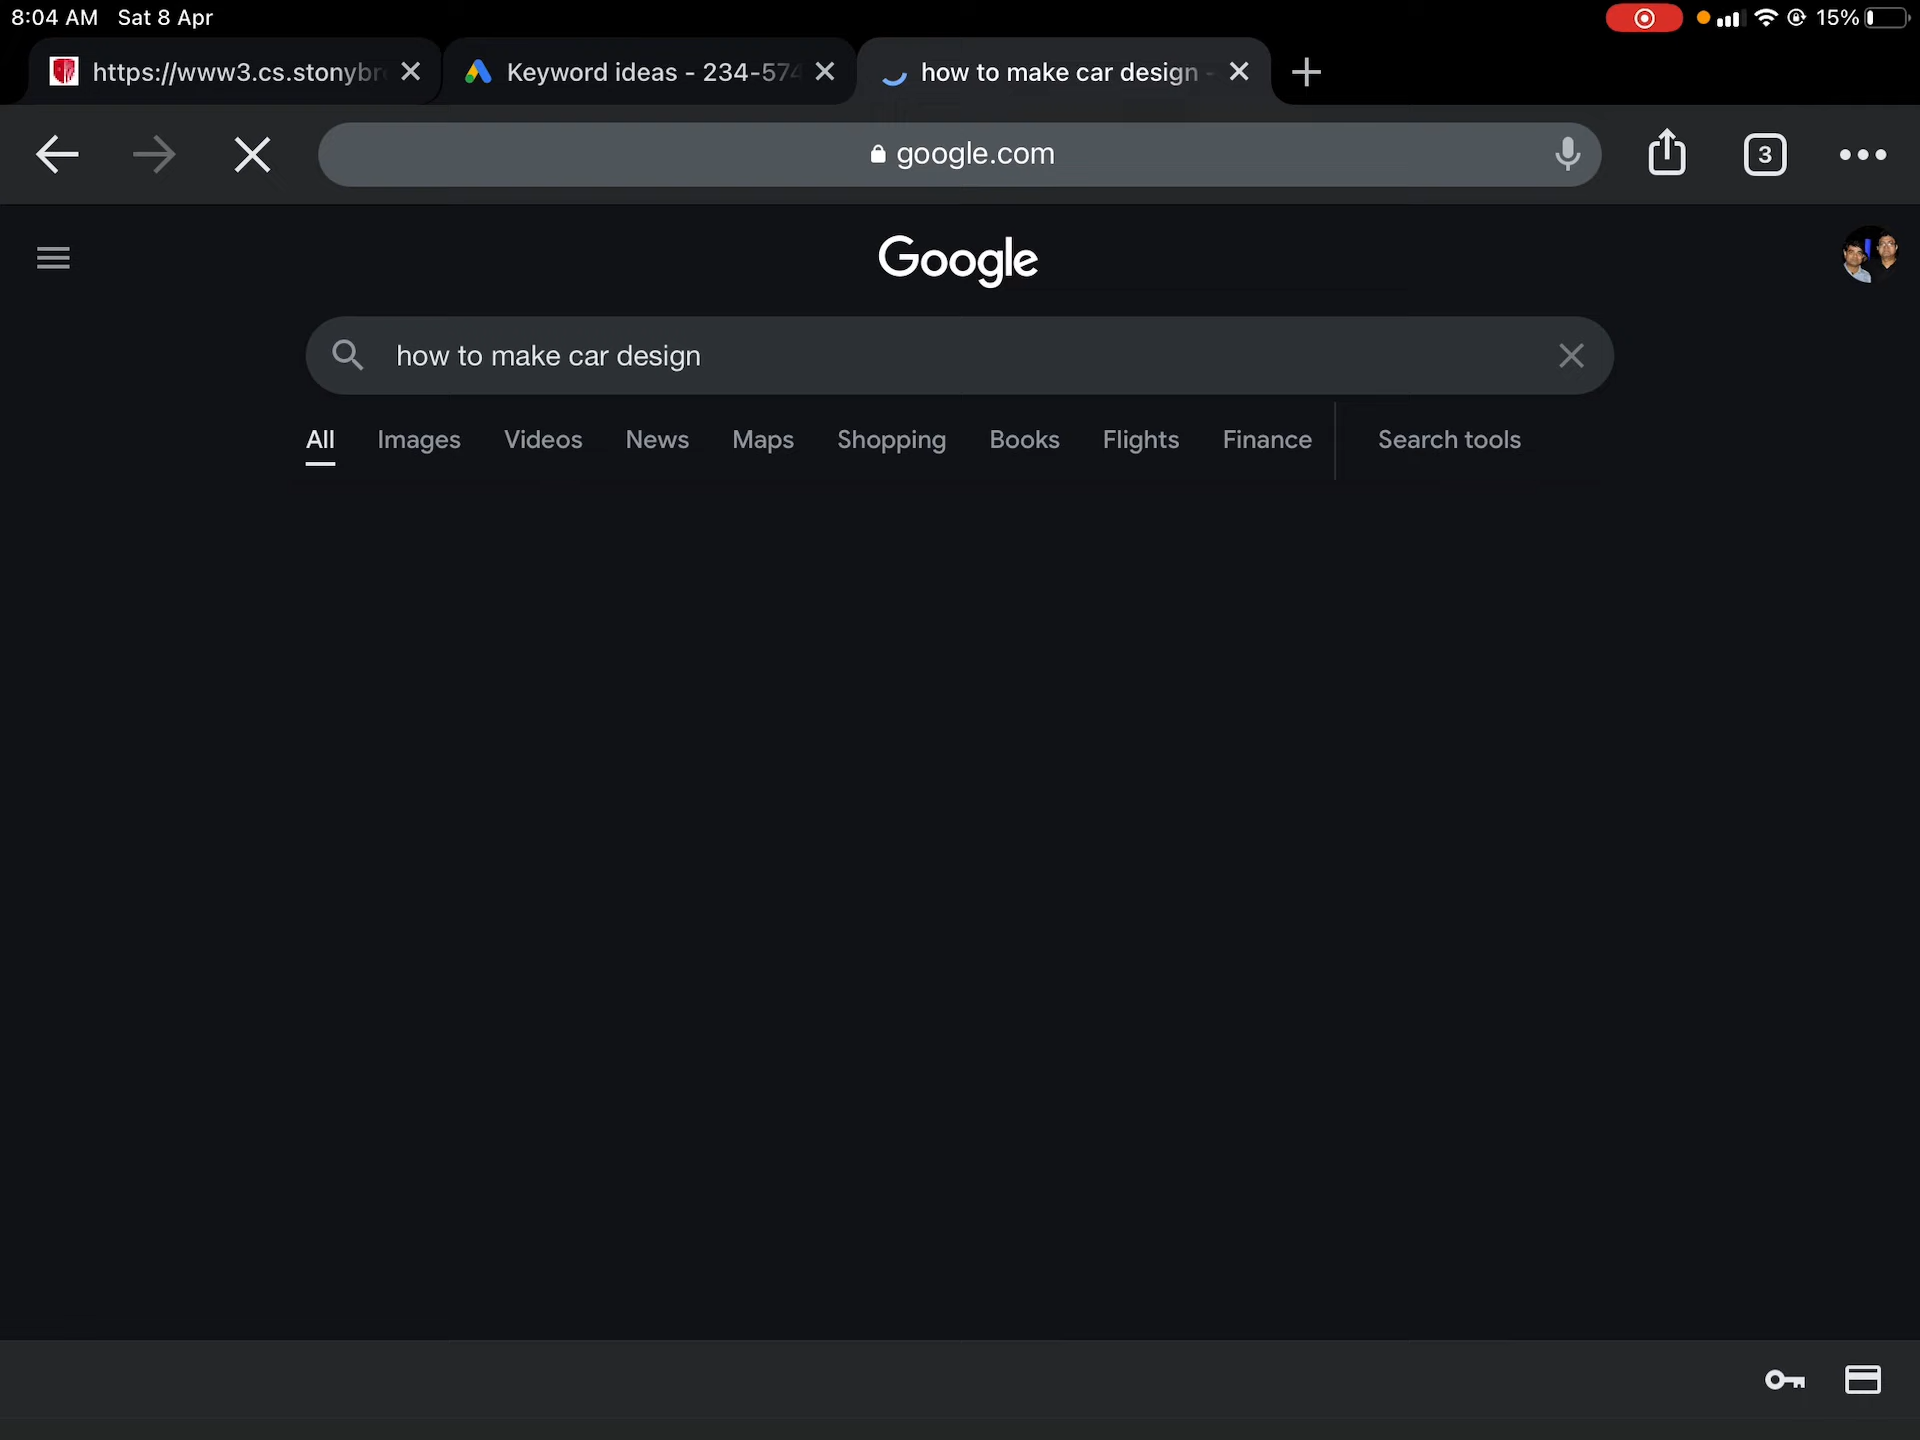 8:04 AM Sat 8 Apr 15%
https://www3.cs.stonybr Keyword ideas - 234-574 how to make car design -
google.com 3
Google
how to make car design
All Images Videos News Maps Shopping Books Flights Finance Search tools